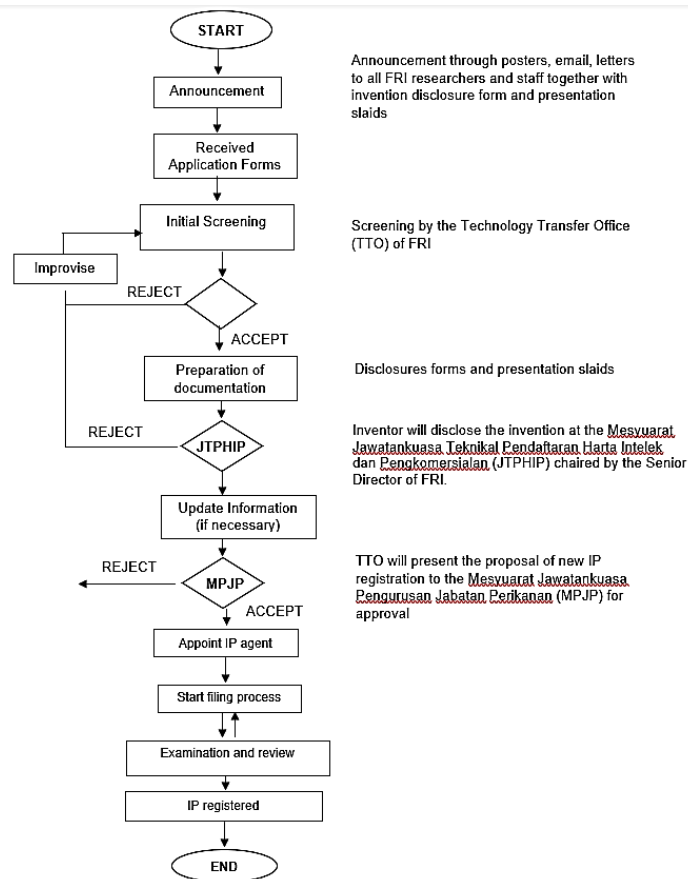 START
Announcement through posters, email, letters
to all FRI researchers and staff together with
invention disclosure form and presentation
slaids
Announcement
Received
Application Forms
Initial Screening
Screening by the Technology Transfer Office
(TTO) of FRI
Improvise
REJECT
ACCEPT
Preparation of
documentation
Disclosures forms and presentation slaids
REJECT
JTPHIP
Inventor will disclose the invention at the Mesyuarat
Jawatankuasa Teknikal Pendaftaran Harta Intelek
dan Pengkomersialan (JTPHIP) chaired by the Senior
Director of FRI.
Update Information
(if necessary)
REJECT
MPJP
TTO will present the proposal of new IP
registration to the Mesyuarat Jawatankuasa
Pengurusan Jabatan Perikanan (MPJP) for
approval
ACCEPT
Appoint IP agent
Start filing process
Examination and review
IP registered
END